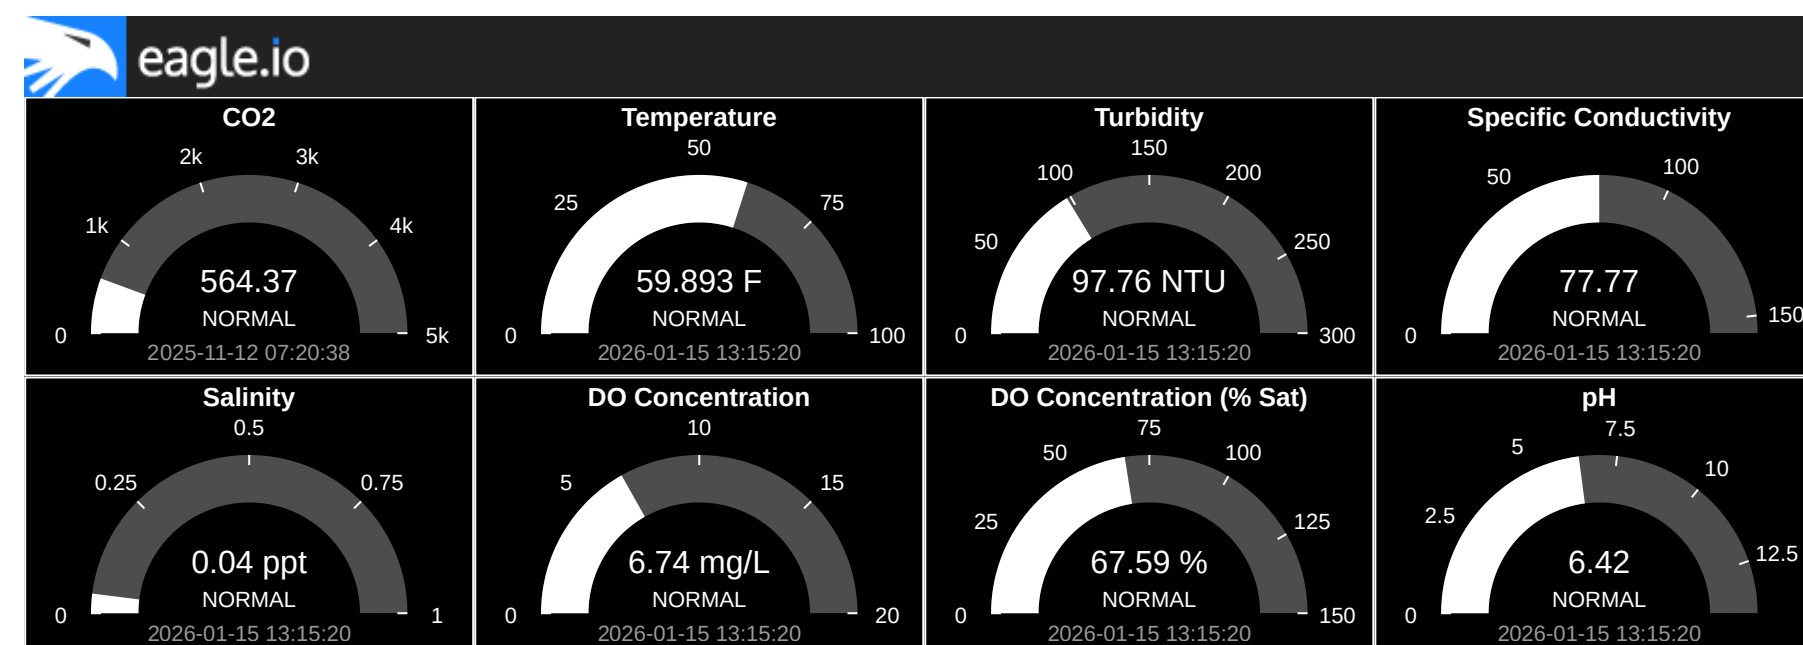 eagle.io
CO2
0
1k
2k
3k
4k
5k
564.37
NORMAL
2025-11-12 07:20:38
Temperature
0
25
50
75
100
59.893 F
NORMAL
2026-01-15 13:15:20
Turbidity
0
50
100
150
200
250
300
97.76 NTU
NORMAL
2026-01-15 13:15:20
Specific Conductivity
0
50
100
150
77.77
NORMAL
2026-01-15 13:15:20
Salinity
0
0.25
0.5
0.75
1
0.04 ppt
NORMAL
2026-01-15 13:15:20
DO Concentration
0
5
10
15
20
6.74 mg/L
NORMAL
2026-01-15 13:15:20
DO Concentration (% Sat)
0
25
50
75
100
125
150
67.59 %
NORMAL
2026-01-15 13:15:20
pH
0
2.5
5
7.5
10
12.5
6.42
NORMAL
2026-01-15 13:15:20